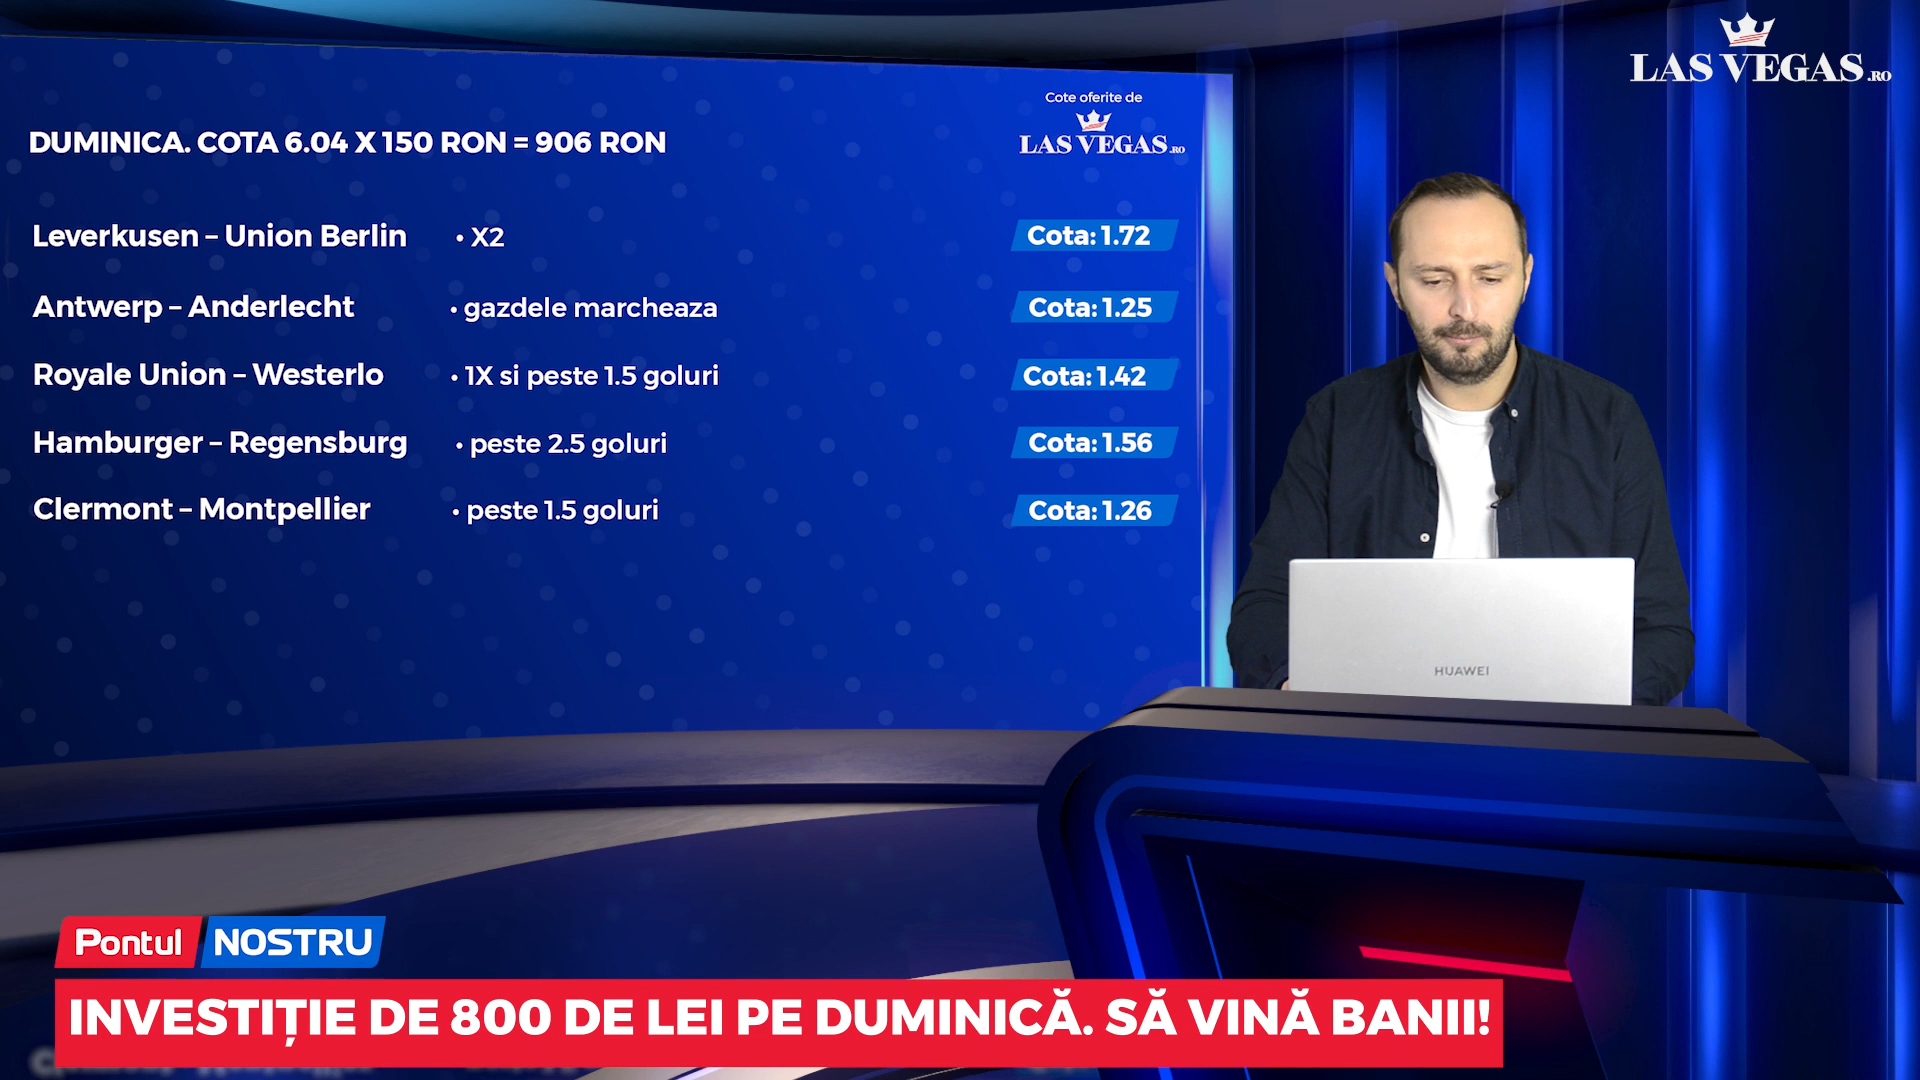 LAS VEGAS.RO
Cote oferite de
LAS VEGAS.RO
DUMINICA. COTA 6.04 X 150 RON = 906 RON
Leverkusen – Union Berlin • X2 Cota: 1.72
Antwerp – Anderlecht • gazdele marcheaza Cota: 1.25
Royale Union – Westerlo • 1X si peste 1.5 goluri Cota: 1.42
Hamburger – Regensburg • peste 2.5 goluri Cota: 1.56
Clermont – Montpellier • peste 1.5 goluri Cota: 1.26
HUAWEI
Pontul NOSTRU
INVESTIȚIE DE 800 DE LEI PE DUMINICĂ. SĂ VINĂ BANII!